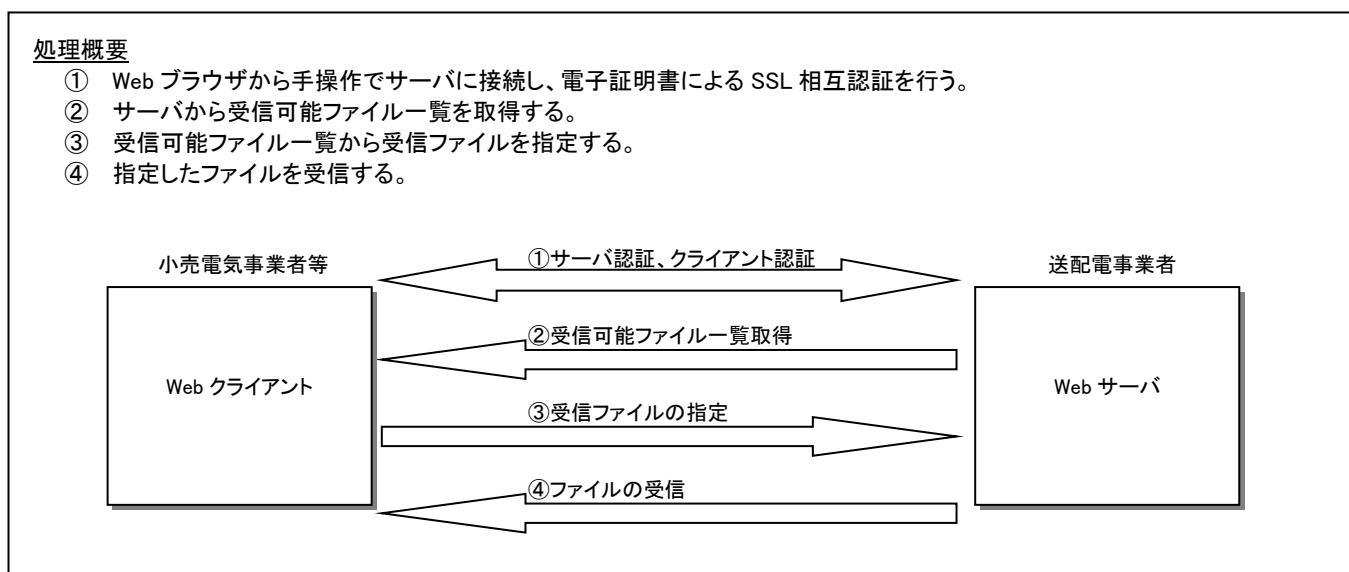 処理概要
① Web ブラウザから手操作でサーバに接続し、電子証明書による SSL 相互認証を行う。
② サーバから受信可能ファイル一覧を取得する。
③ 受信可能ファイル一覧から受信ファイルを指定する。
④ 指定したファイルを受信する。
小売電気事業者等
①サーバ認証、クライアント認証
送配電事業者
②受信可能ファイル一覧取得
Web クライアント
Web サーバ
③受信ファイルの指定
④ファイルの受信